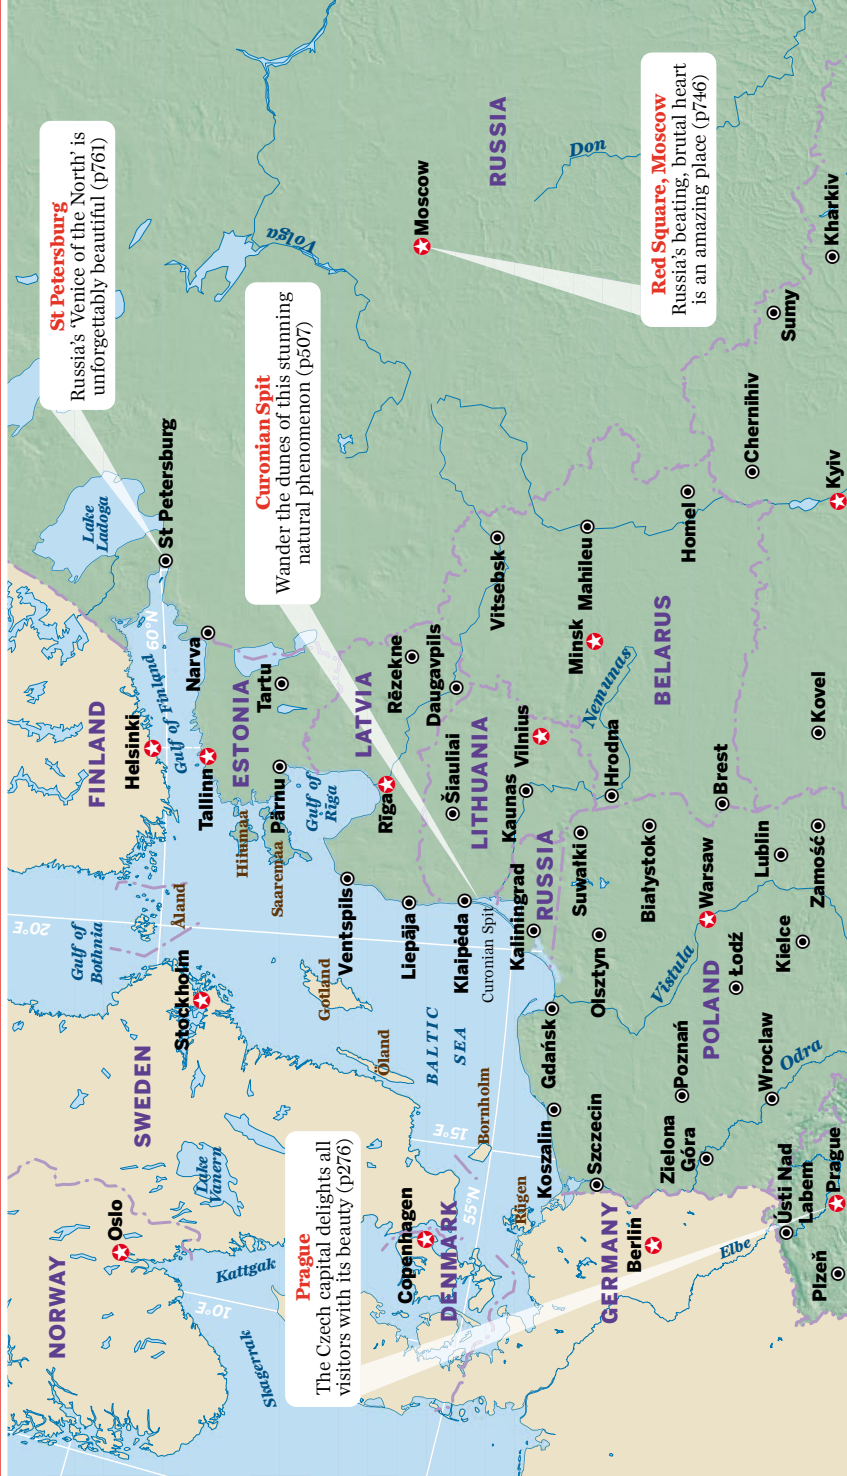 St Petersburg
Russia's 'Venice of the North' is
unforgettably beautiful (p761)
Curonian Spit
Wander the dunes of this stunning
natural phenomenon (p507)
Red Square, Moscow
Russia's beating, brutal heart
is an amazing place (p746)
Prague
The Czech capital delights all
visitors with its beauty (p276)
NORWAY
Oslo
SWEDEN
Stockholm
Lake
Vanern
Skagerrak
Kattgak
10°E
Gulf of
Bothnia
20°E
Åland
FINLAND
Helsinki
Gulf of Finland
60°N
Lake
Ladoga
St Petersburg
Narva
Tallinn
ESTONIA
Tartu
Hiiumaa
Saaremaa
Pärnu
Gulf of
Rīga
Volga
Moscow
RUSSIA
Don
LATVIA
Rīga
Rēzekne
Daugavpils
Ventspils
Liepāja
Gotland
Öland
BALTIC
SEA
15°E
Bornholm
55°N
DENMARK
Copenhagen
Rügen
LITHUANIA
Šiauliai
Klaipėda
Curonian Spit
Kaunas
Vilnius
Kaliningrad
RUSSIA
Vitsebsk
Mahileu
Minsk
BELARUS
Nemunas
Hrodna
Homel
Brest
Chernihiv
Sumy
Kharkiv
Kyiv
Kovel
Suwałki
Białystok
Olsztyn
Gdańsk
Koszalin
Szczecin
Vistula
Warsaw
POLAND
Łodź
Poznań
Zielona
Góra
Wroclaw
Odra
Lublin
Kielce
Zamość
GERMANY
Berlin
Elbe
Ústi Nad
Labem
Prague
Plzeň